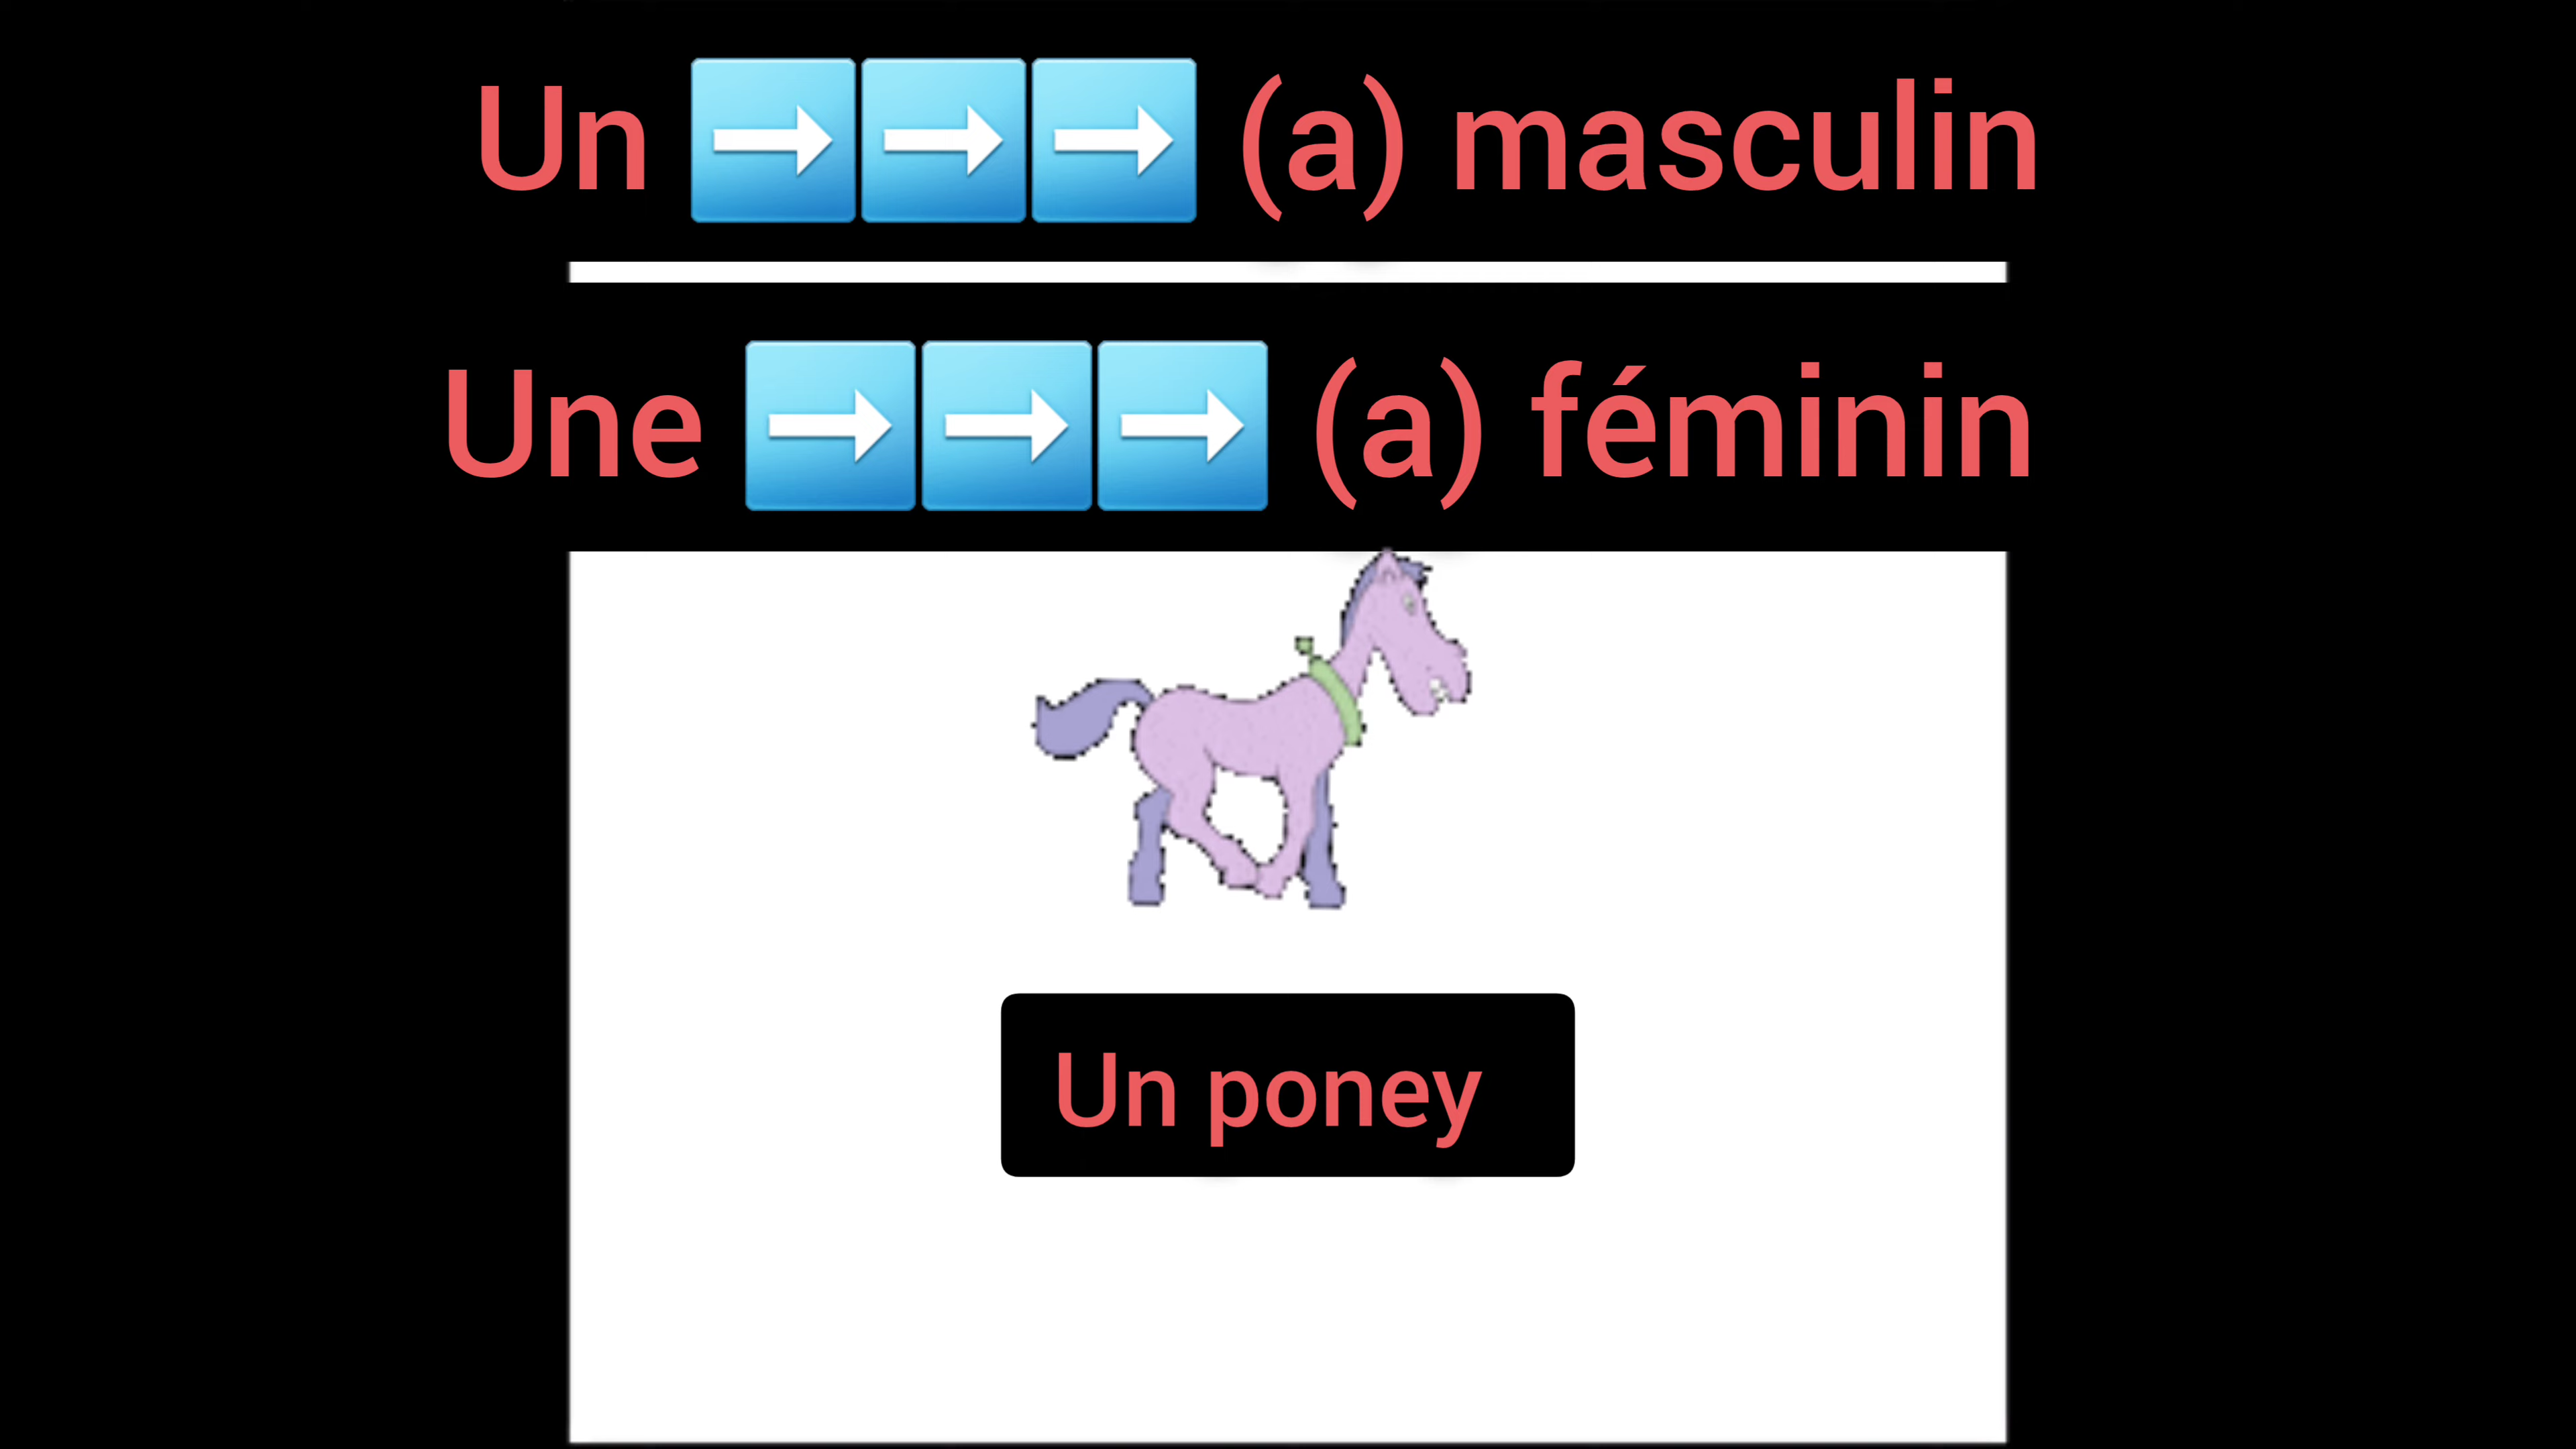 Un ➡️➡️➡️ (a) masculin
Une ➡️➡️➡️ (a) féminin
Un poney